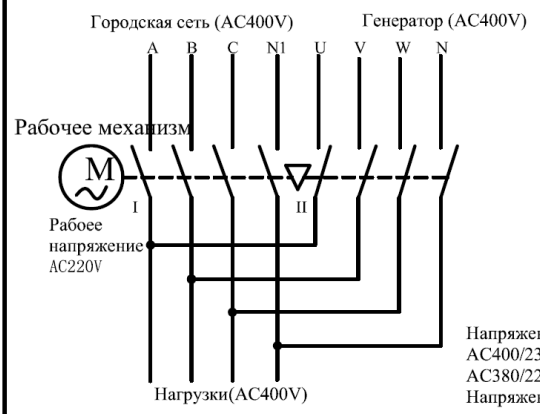 Городская сеть (AC400V)
Генератор (AC400V)
A B C N1 U V W N
Рабочее механизм
M
I
II
Рабоее
напряжение
AC220V
Нагрузки(AC400V)